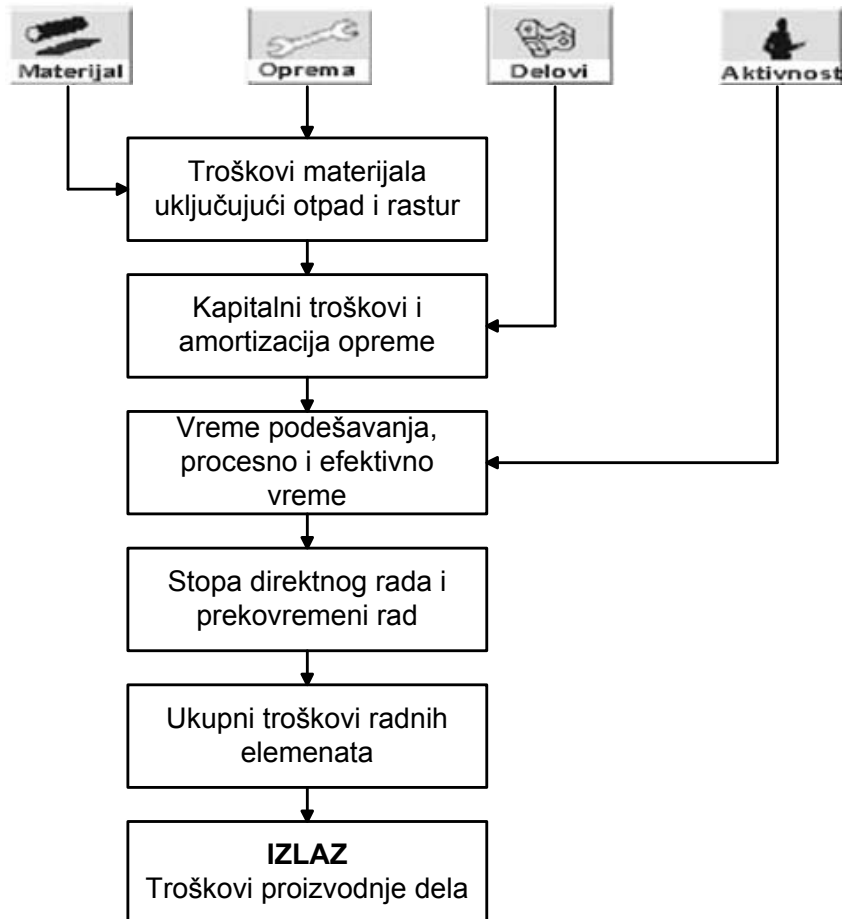 Materijal
Oprema
Delovi
Aktivnost
Troškovi materijala
uključujući otpad i rastur
Kapitalni troškovi i
amortizacija opreme
Vreme podešavanja,
procesno i efektivno
vreme
Stopa direktnog rada i
prekovremeni rad
Ukupni troškovi radnih
elemenata
IZLAZ
Troškovi proizvodnje dela